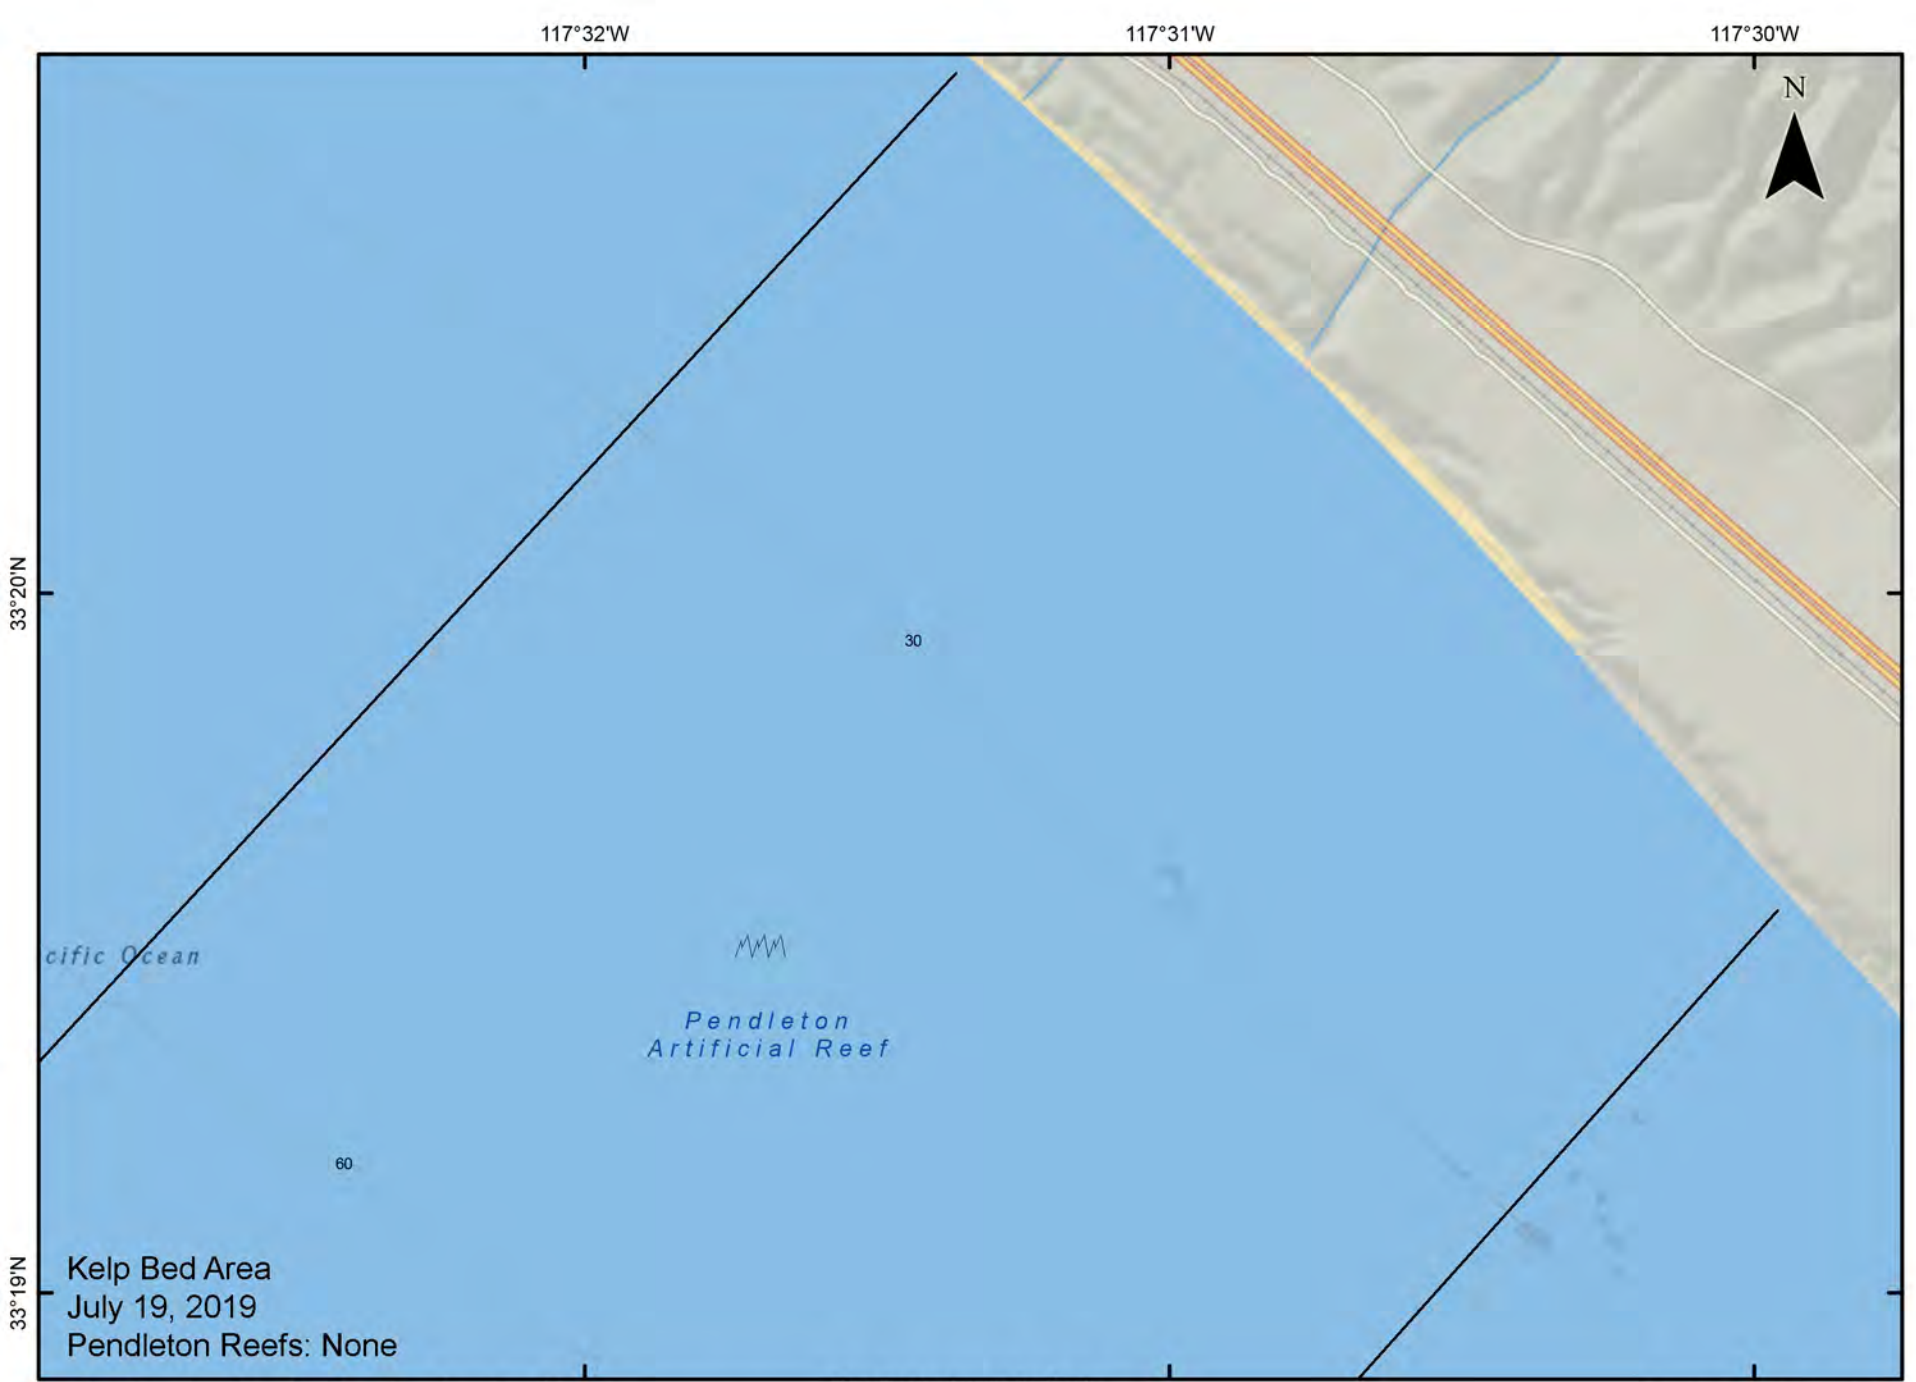 117°32'W 117°31'W 117°30'W
N
33°20'N
30
cific Ocean
Pendleton
Artificial Reef
60
33°19'N
Kelp Bed Area
July 19, 2019
Pendleton Reefs: None